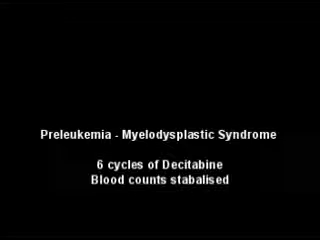 Preleukemia - Myelodysplastic Syndrome
6 cycles of Decitabine
Blood counts stabalised